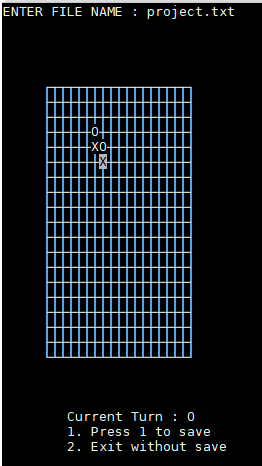 ENTER FILE NAME : project.txt
O
XO
X
Current Turn : O
1. Press 1 to save
2. Exit without save